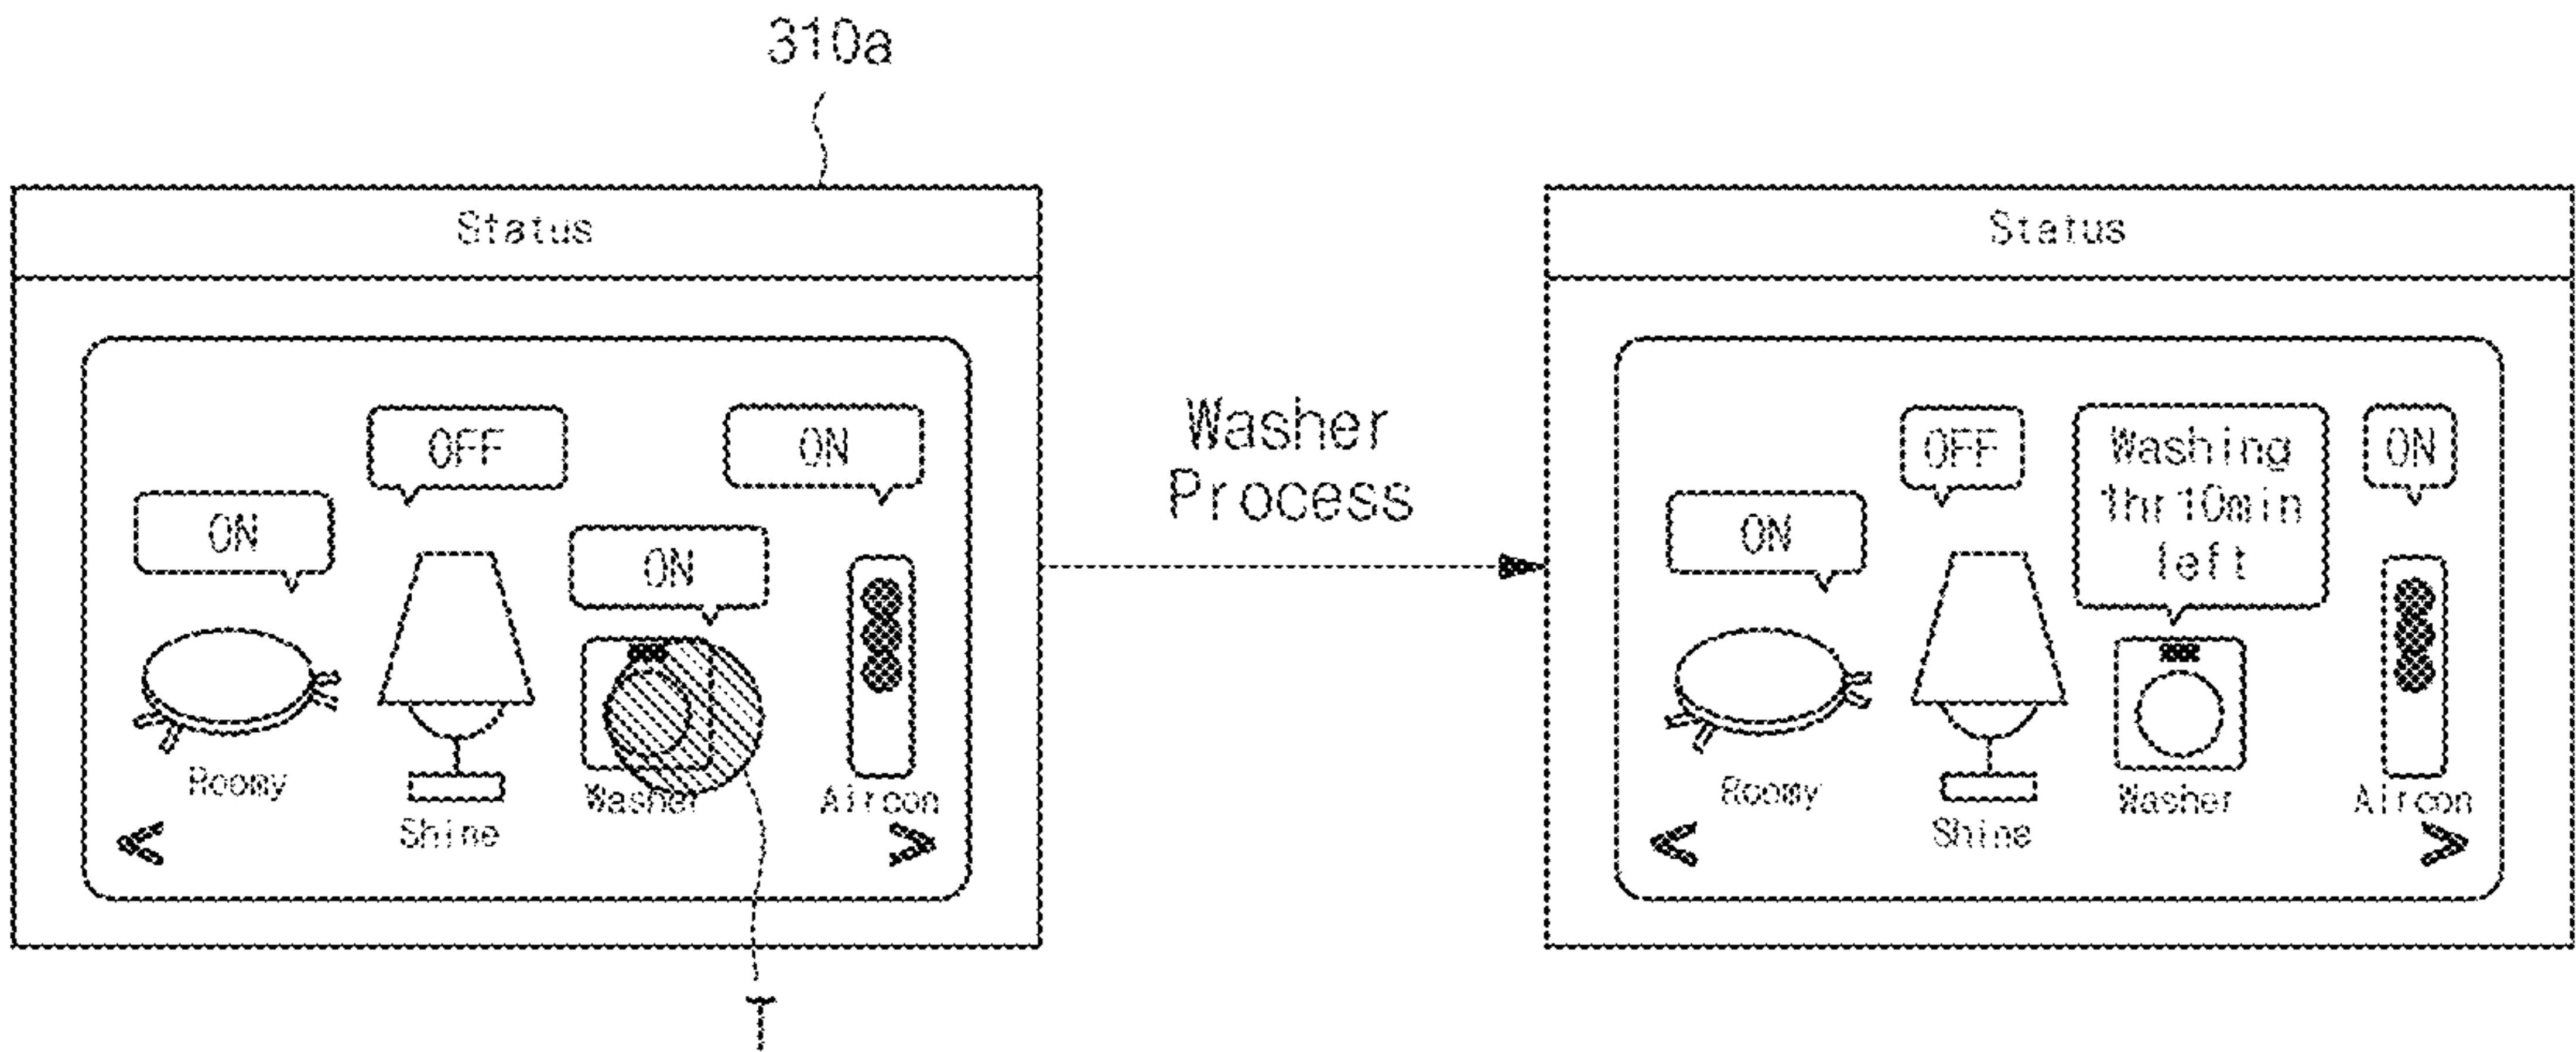 310a
Status
Status
OFF
ON
ON
ON
Roomy
Shine
Washer
Aircon
<
>
T
Washer
Process
OFF
Washing
1hr10min
left
ON
ON
Roomy
Shine
Washer
Aircon
<
>